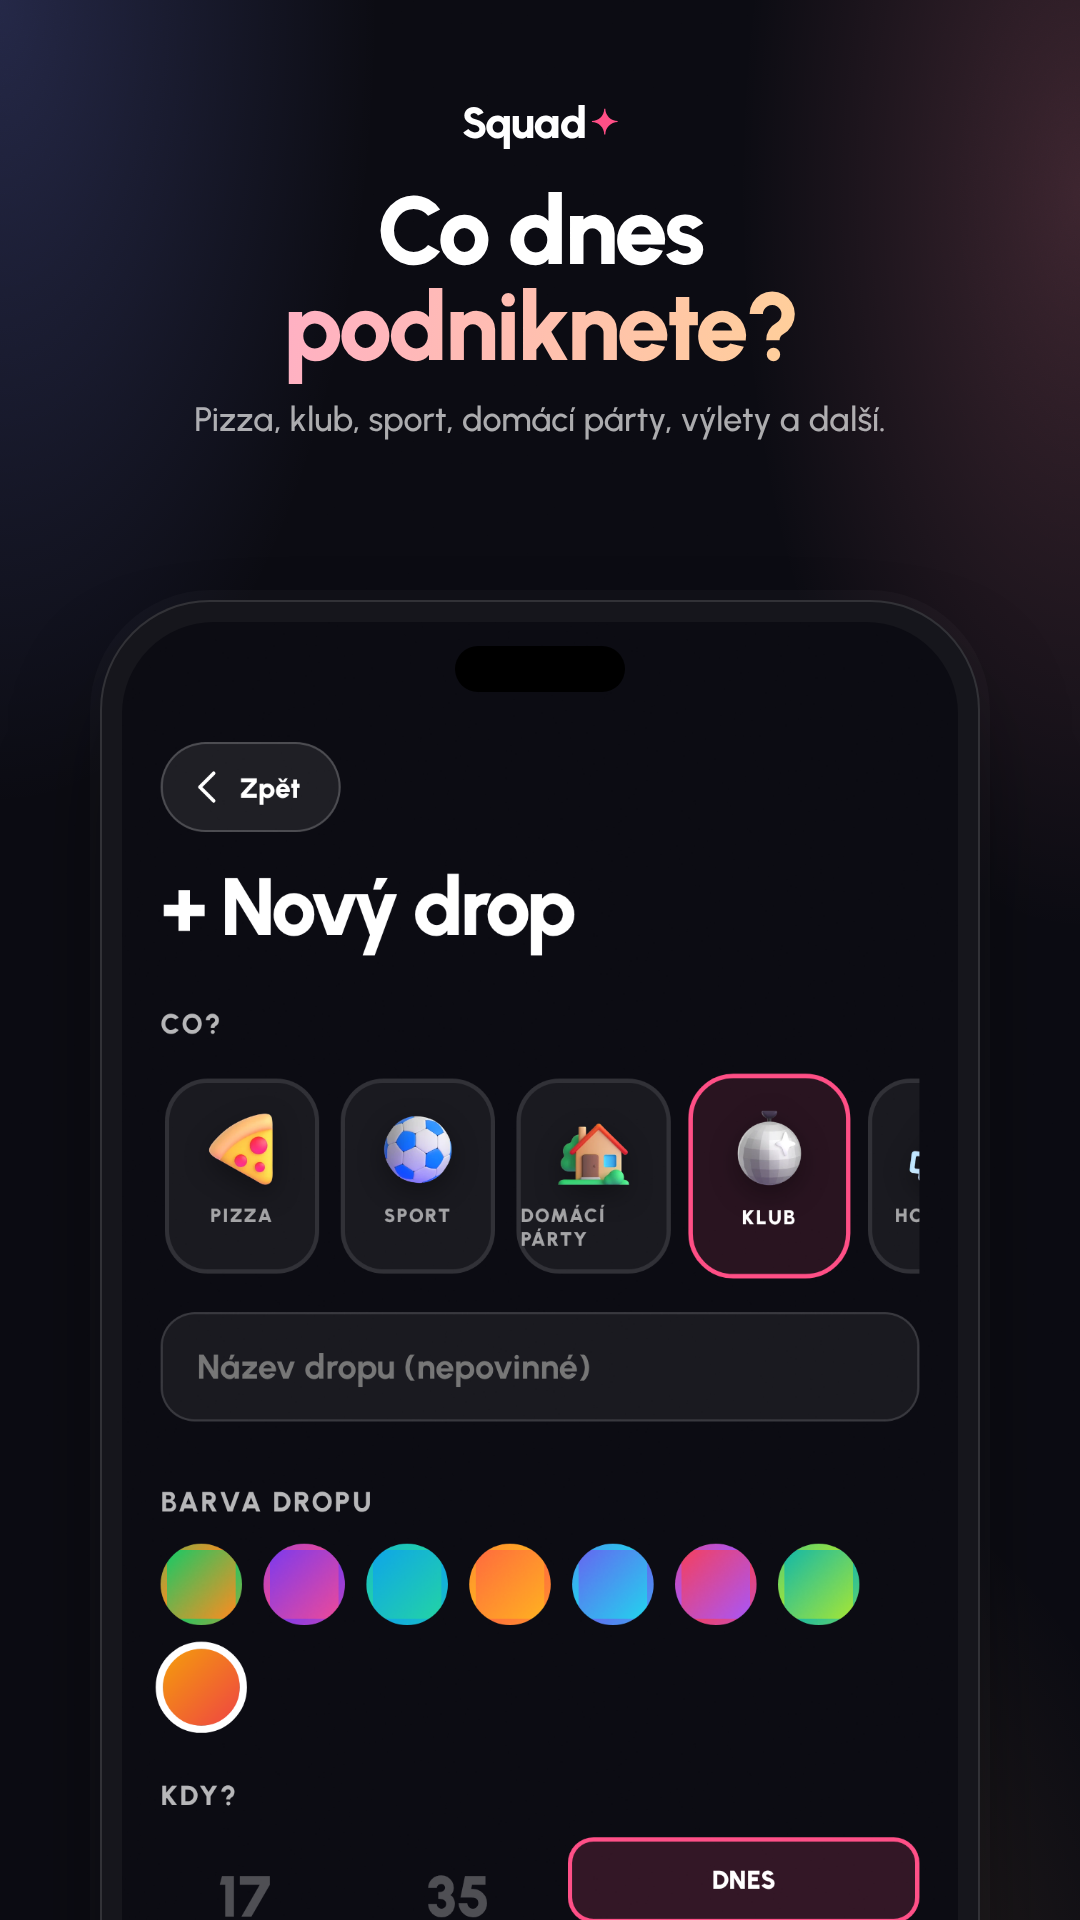 Squad
Co dnes
podniknete?
Pizza, klub, sport, domácí párty, výlety a další.
Zpět
+ Nový drop
CO?
PIZZA
SPORT
DOMÁCÍ
PÁRTY
KLUB
Název dropu (nepovinné)
BARVA DROPU
KDY?
17
35
DNES